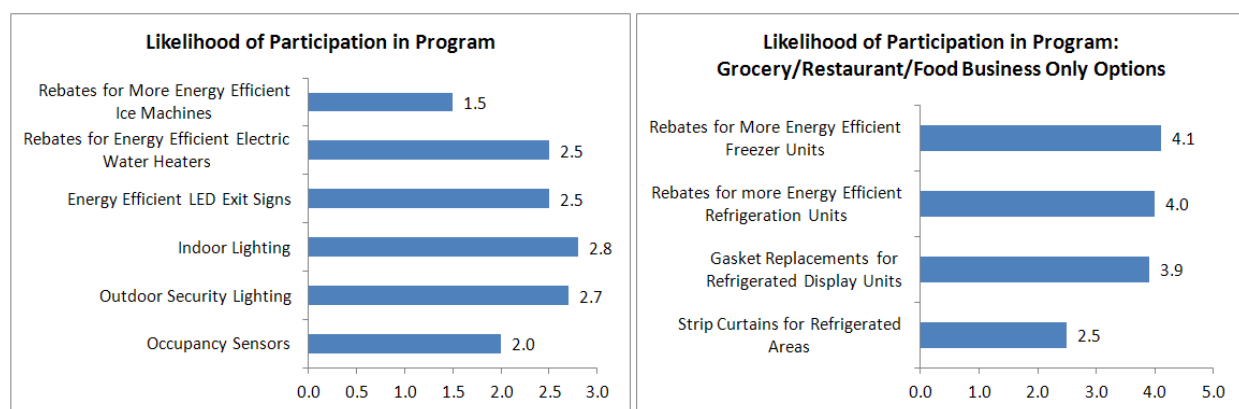 Likelihood of Participation in Program
Rebates for More Energy Efficient
Ice Machines
1.5
Rebates for Energy Efficient Electric
Water Heaters
2.5
Energy Efficient LED Exit Signs
2.5
Indoor Lighting
2.8
Outdoor Security Lighting
2.7
Occupancy Sensors
2.0
0.0 0.5 1.0 1.5 2.0 2.5 3.0
Likelihood of Participation in Program:
Grocery/Restaurant/Food Business Only Options
Rebates for More Energy Efficient
Freezer Units
4.1
Rebates for more Energy Efficient
Refrigeration Units
4.0
Gasket Replacements for
Refrigerated Display Units
3.9
Strip Curtains for Refrigerated
Areas
2.5
0.0 1.0 2.0 3.0 4.0 5.0